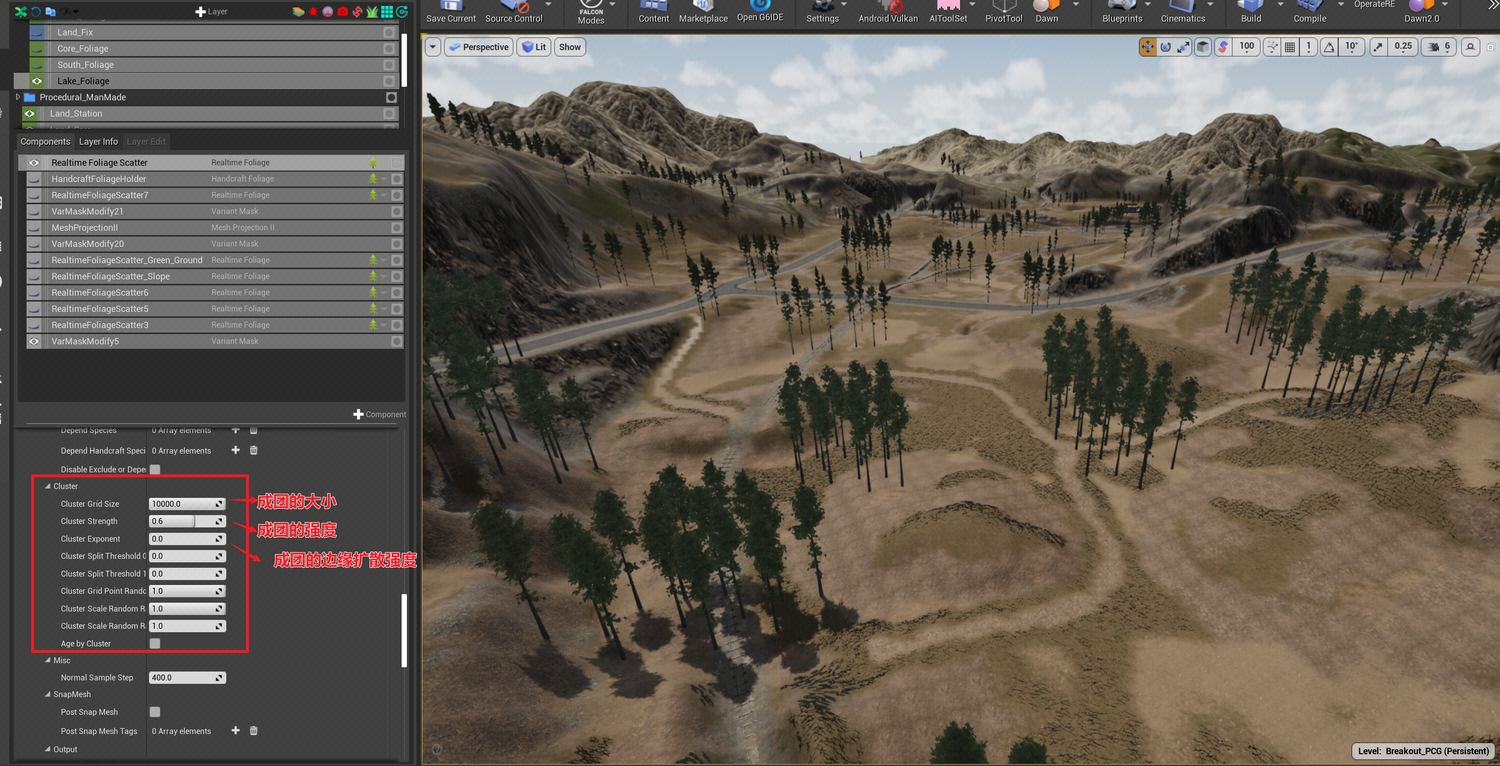 Layer
Land_Fix
Core_Foliage
South_Foliage
Lake_Foliage
Procedural_ManMade
Land_Station
Components
Layer Info
Layer Edit
Realtime Foliage Scatter Realtime Foliage
HandcraftFoliageHolder Handcraft Foliage
RealtimeFoliageScatter7 Realtime Foliage
VarMaskModify21 Variant Mask
MeshProjectionII Mesh Projection II
VarMaskModify20 Variant Mask
RealtimeFoliageScatter_Green_Ground Realtime Foliage
RealtimeFoliageScatter_Slope Realtime Foliage
RealtimeFoliageScatter6 Realtime Foliage
RealtimeFoliageScatter5 Realtime Foliage
RealtimeFoliageScatter3 Realtime Foliage
VarMaskModify5 Variant Mask
Component
Depend Species 0 Array elements
Depend Handcraft Speci 0 Array elements
Disable Exclude or Depe
Cluster
Cluster Grid Size 10000.0
Cluster Strength 0.6
Cluster Exponent 0.0
Cluster Split Threshold 0 0.0
Cluster Split Threshold 1 0.0
Cluster Grid Point Rando 1.0
Cluster Scale Random R 1.0
Cluster Scale Random R 1.0
Age by Cluster
Misc
Normal Sample Step 400.0
SnapMesh
Post Snap Mesh
Post Snap Mesh Tags 0 Array elements
Output
成团的大小
成团的强度
成团的边缘扩散强度
Save Current
Source Control
FALCON
Modes
Content
Marketplace
Open G6IDE
Settings
Android Vulkan
AIToolSet
PivotTool
Dawn
Blueprints
Cinematics
Build
Compile
OperateRE
Dawn2.0
Perspective
Lit
Show
100
1
10°
0.25
6
Level: Breakout_PCG (Persistent)